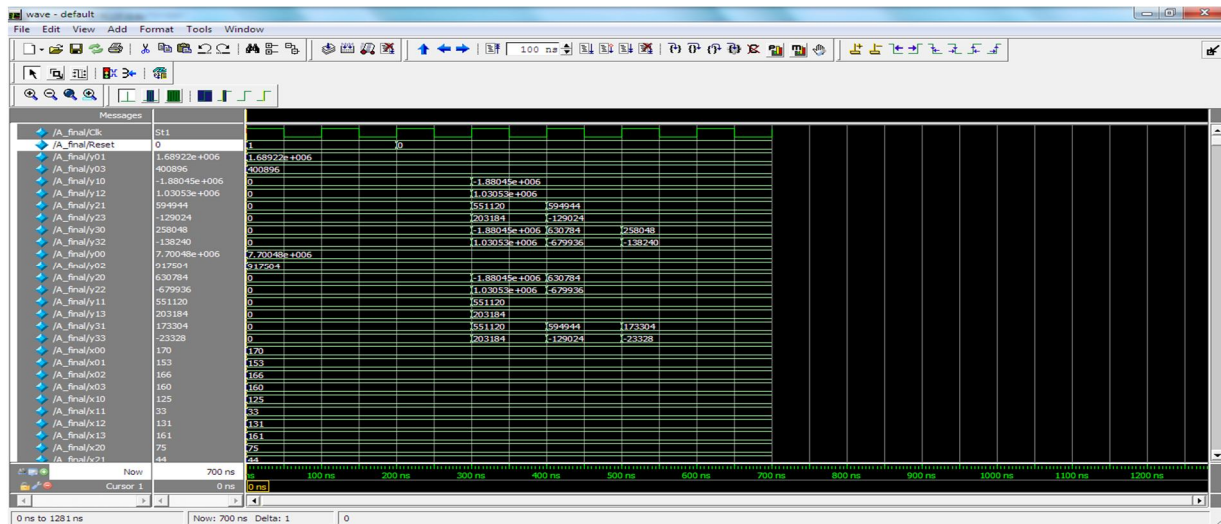 wave - default
File Edit View Add Format Tools Window
100 ns
Messages
/A_final/Clk St1
/A_final/Reset 0 1 0
/A_final/y01 1.68922e+006 1.68922e+006
/A_final/y03 400896 400896
/A_final/y10 -1.88045e+006 0 -1.88045e+006
/A_final/y12 1.03053e+006 0 1.03053e+006
/A_final/y21 594944 0 551120 594944
/A_final/y23 -129024 0 203184 -129024
/A_final/y30 258048 0 -1.88045e+006 630784 258048
/A_final/y32 -138240 0 1.03053e+006 -679936 -138240
/A_final/y00 7.70048e+006 7.70048e+006
/A_final/y02 917504 917504
/A_final/y20 630784 0 -1.88045e+006 630784
/A_final/y22 -679936 0 1.03053e+006 -679936
/A_final/y11 551120 0 551120
/A_final/y13 203184 0 203184
/A_final/y31 173304 0 551120 594944 173304
/A_final/y33 -23328 0 203184 -129024 -23328
/A_final/x00 170 170
/A_final/x01 153 153
/A_final/x02 166 166
/A_final/x03 160 160
/A_final/x10 125 125
/A_final/x11 33 33
/A_final/x12 131 131
/A_final/x13 161 161
/A_final/x20 75 75
/A_final/x21 44 44
Now 700 ns ns 100 ns 200 ns 300 ns 400 ns 500 ns 600 ns 700 ns 800 ns 900 ns 1000 ns 1100 ns 1200 ns
Cursor 1 0 ns 0 ns
0 ns to 1281 ns Now: 700 ns Delta: 1 0